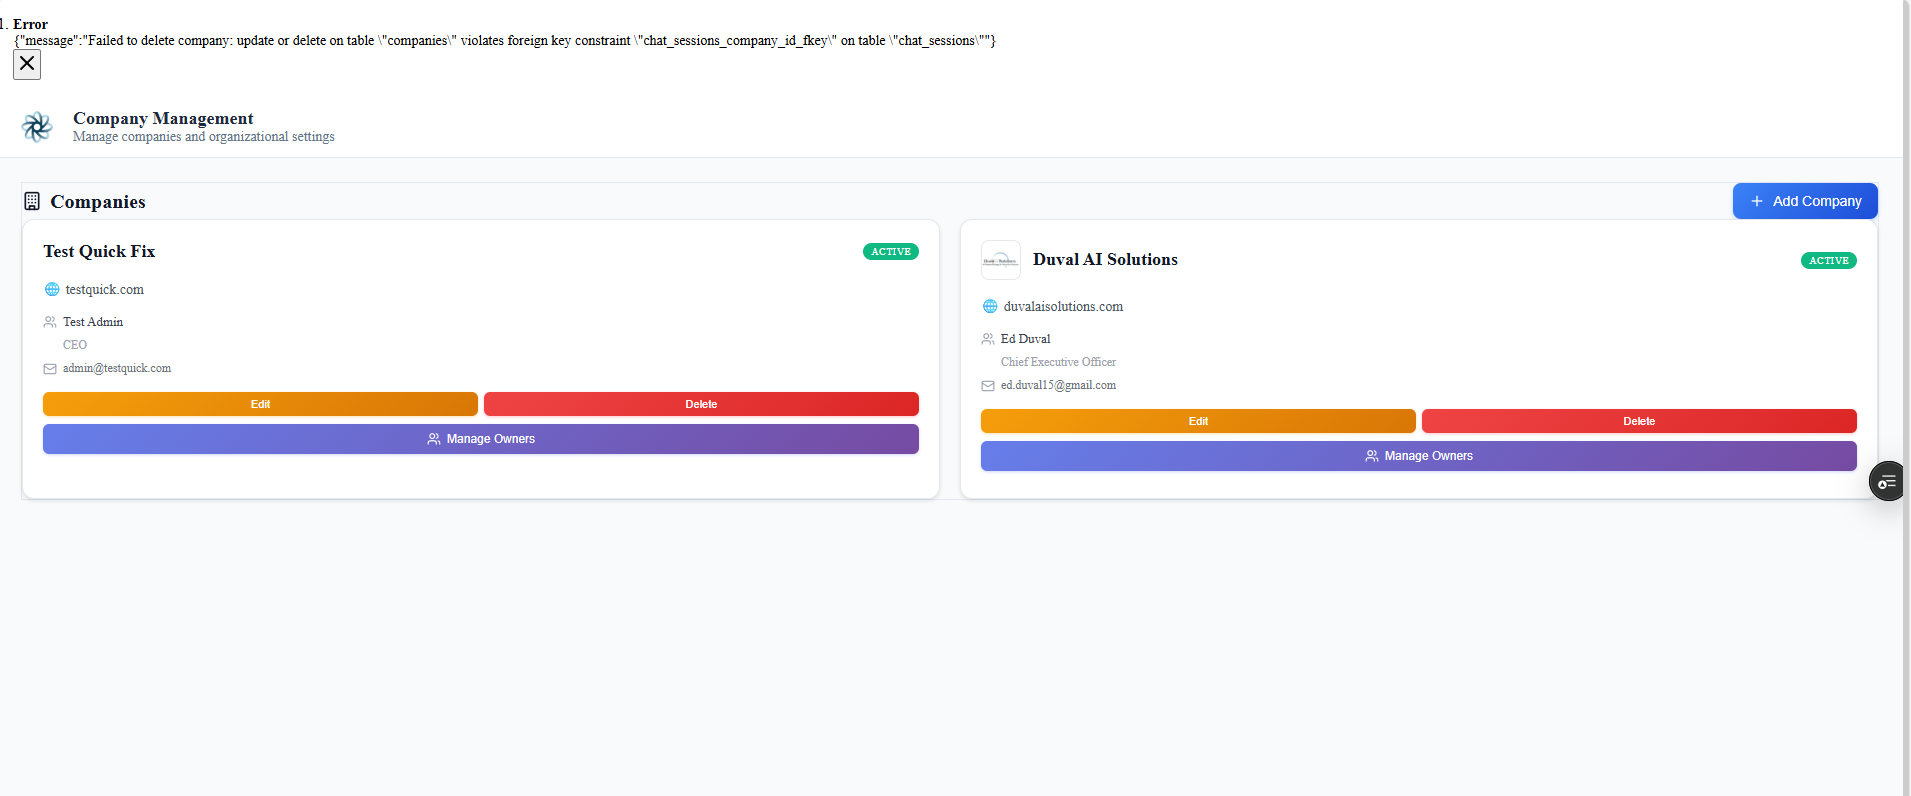 1. Error
{"message":"Failed to delete company: update or delete on table \"companies\" violates foreign key constraint \"chat_sessions_company_id_fkey\" on table \"chat_sessions\""}
Company Management
Manage companies and organizational settings
Companies
Add Company
Test Quick Fix
ACTIVE
testquick.com
Test Admin
CEO
admin@testquick.com
Edit
Delete
Manage Owners
Duval AI Solutions
ACTIVE
duvalaisolutions.com
Ed Duval
Chief Executive Officer
ed.duval15@gmail.com
Edit
Delete
Manage Owners